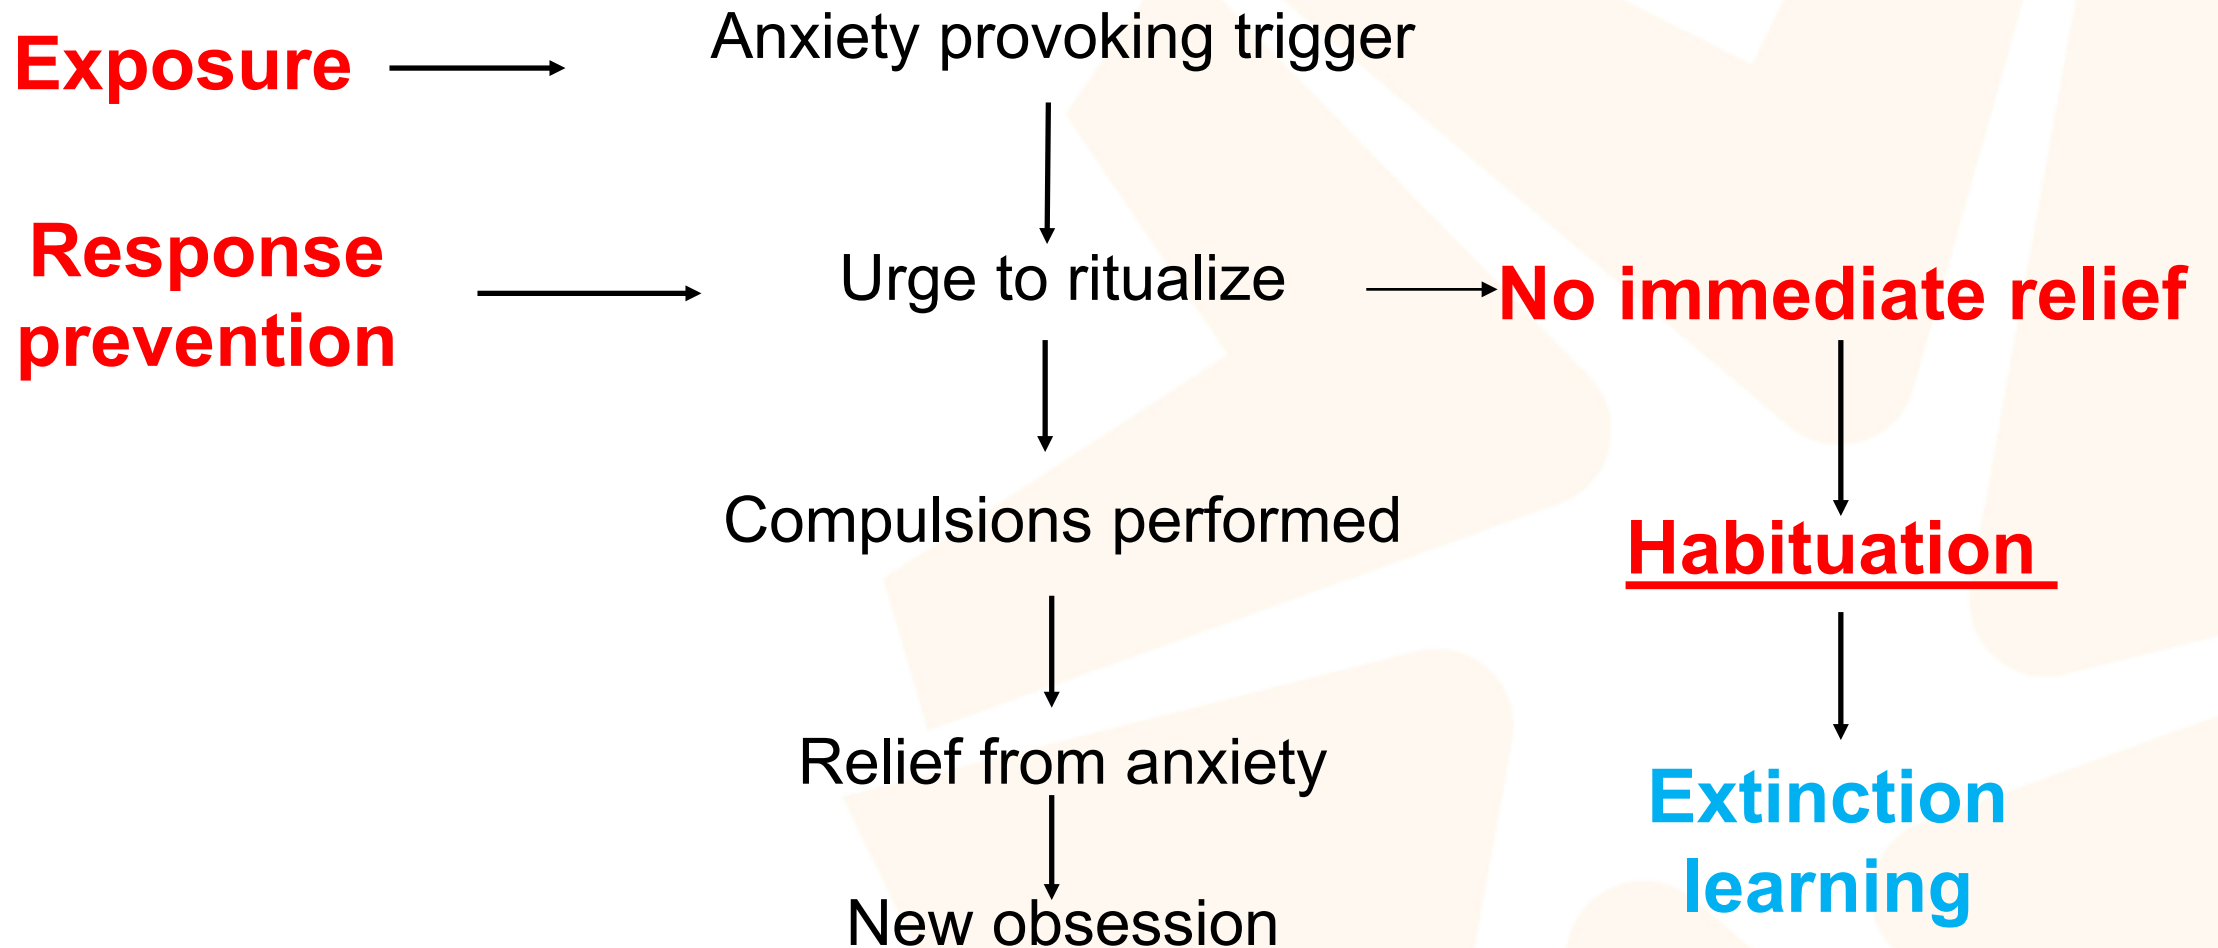 Exposure
Anxiety provoking trigger
Response
prevention
Urge to ritualize
No immediate relief
Compulsions performed
Habituation
Relief from anxiety
Extinction
learning
New obsession